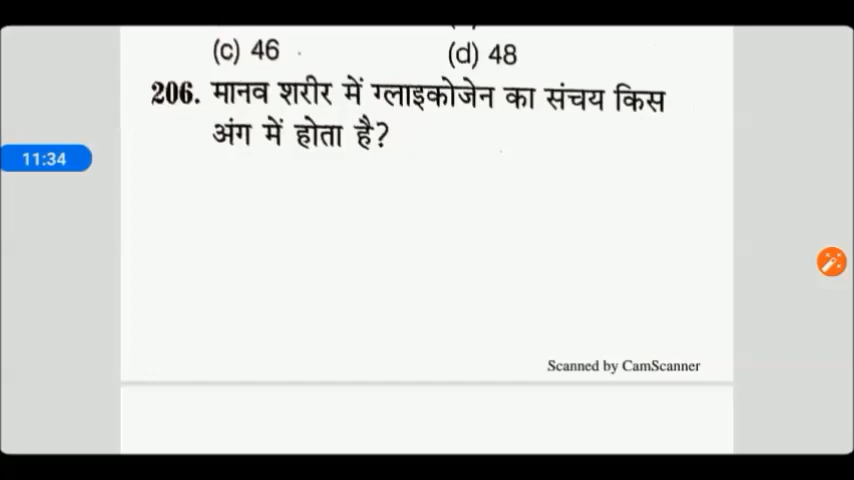 (c) 46 (d) 48
206. मानव शरीर में ग्लाइकोजेन का संचय किस
अंग में होता है?
11:34
Scanned by CamScanner